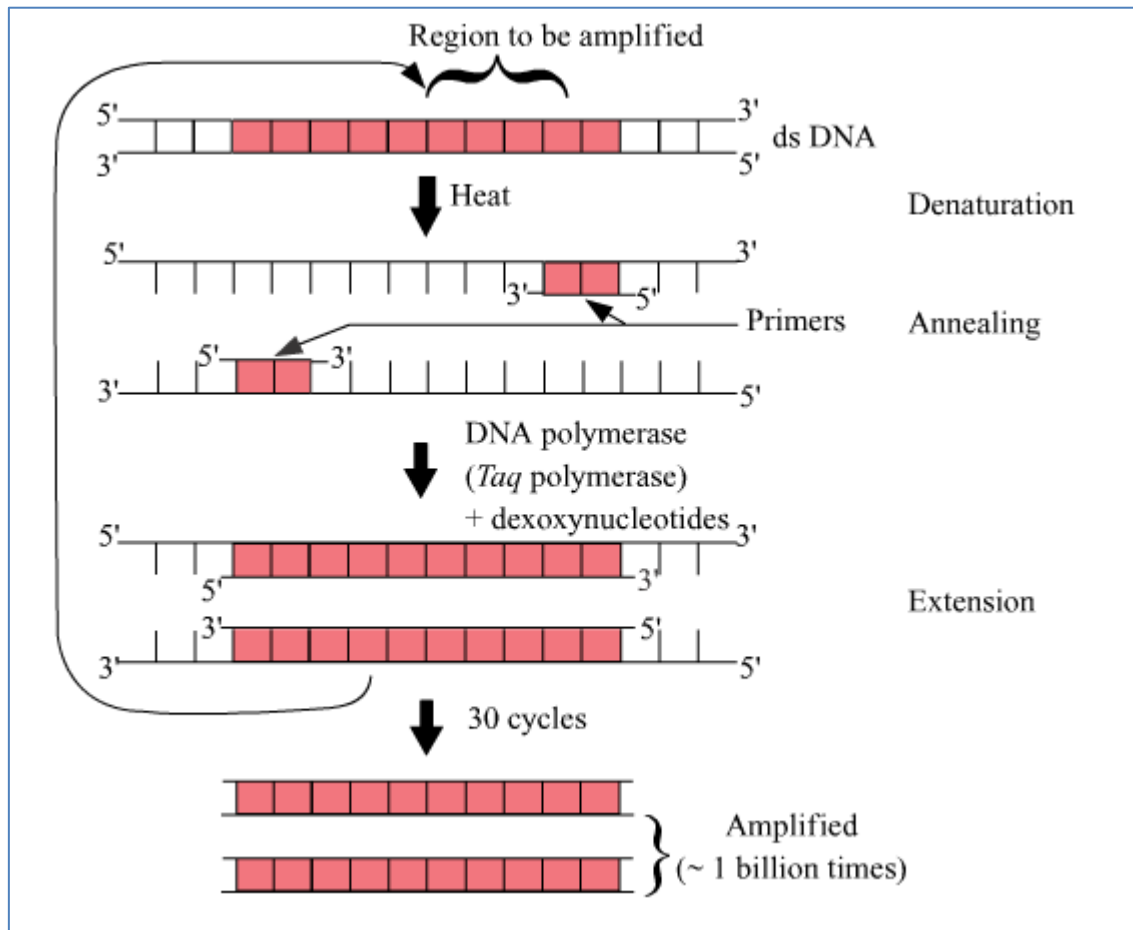 Region to be amplified
5' 3'
ds DNA
3' 5'
Heat
Denaturation
5' 3'
3' 5'
Primers Annealing
5' 3'
3' 5'
DNA polymerase
(Taq polymerase)
+ dexoxynucleotides
5' 3'
5' 3'
Extension
3' 5'
3' 5'
30 cycles
Amplified
(~ 1 billion times)